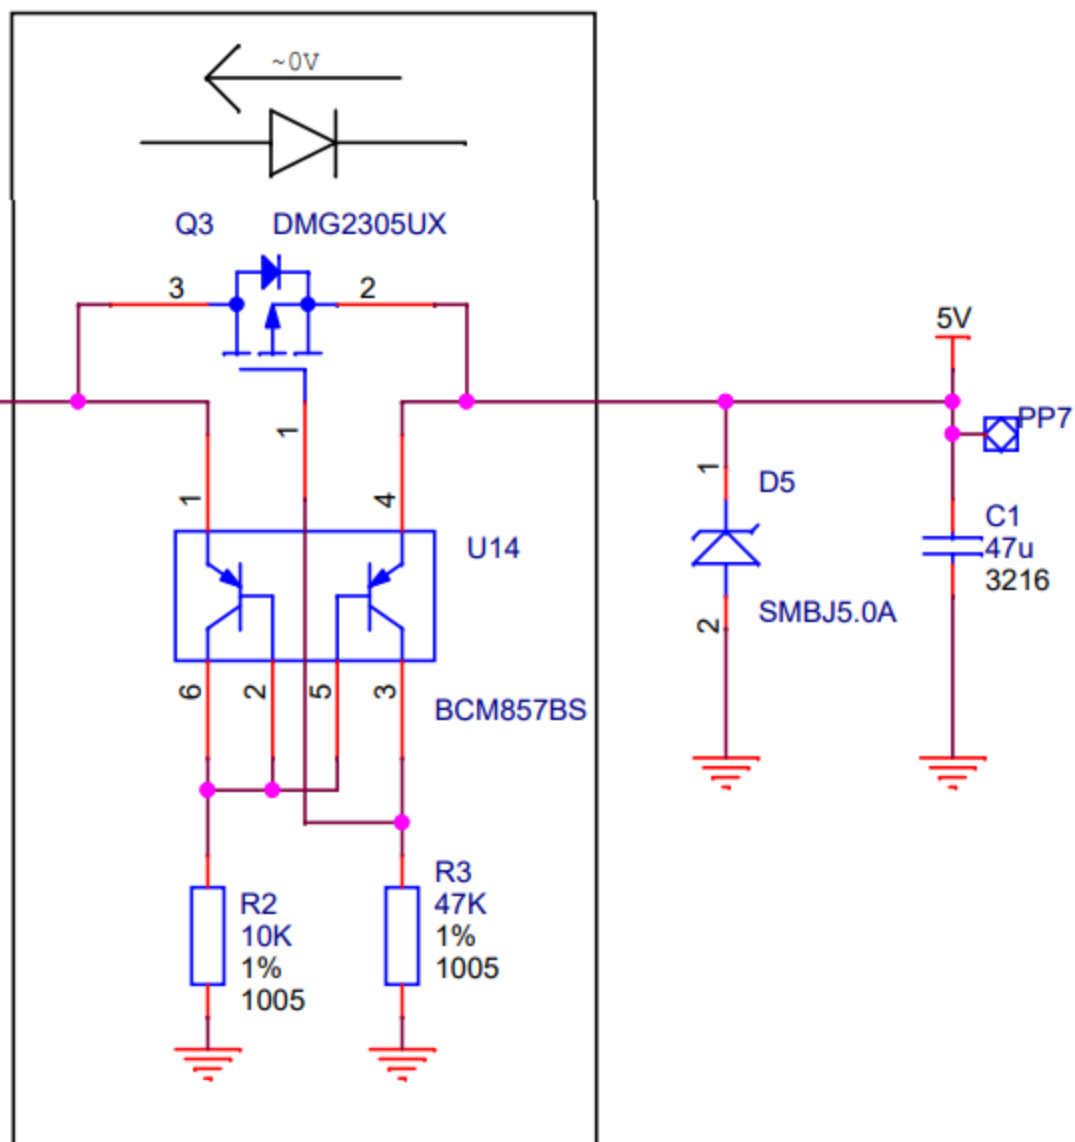 ~0V
Q3 DMG2305UX
3 2
5V
1
PP7
1 4
1
D5
U14
C1
47u
3216
SMBJ5.0A
2
6 2 5 3
BCM857BS
R3
47K
1%
1005
R2
10K
1%
1005